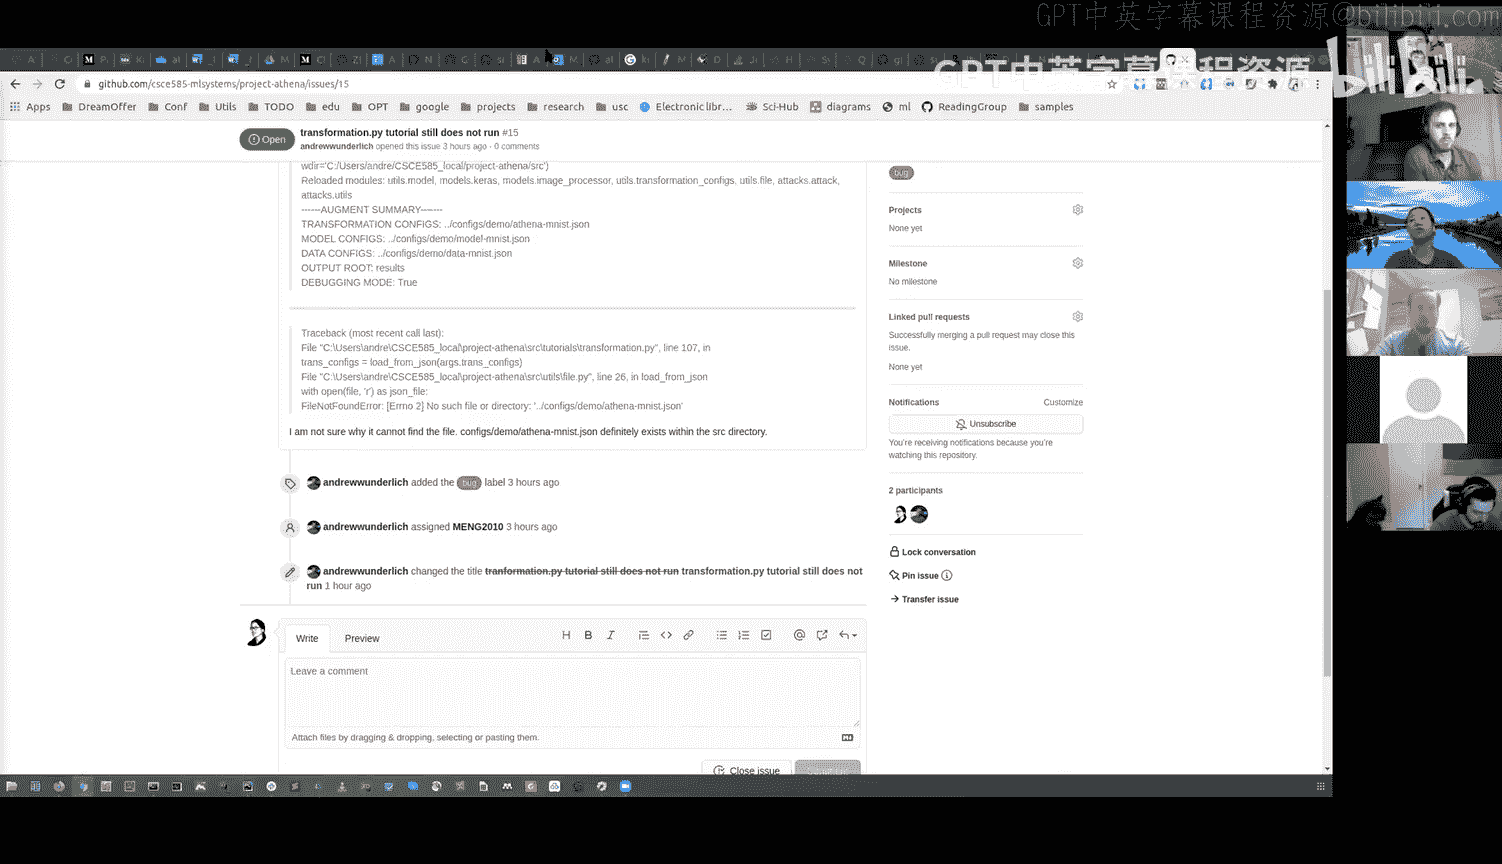 GPT中英字幕课程资源@bilibili.com
GPT中英字幕课程资源 bilibili
github.com/csce585-mlsystems/project-athena/issues/15
Apps DreamOffer Conf Utils TODO edu OPT google projects research usc Electronic libr... Sci-Hub diagrams ml ReadingGroup samples
Open
transformation.py tutorial still does not run #15
andrewwunderlich opened this issue 3 hours ago · 0 comments
wdir='C:/Users/andre/CSCE585_local/project-athena/src')
Reloaded modules: utils.model, models.keras, models.image_processor, utils.transformation_configs, utils.file, attacks.attack,
attacks.utils
------AUGMENT SUMMARY-------
TRANSFORMATION CONFIGS: ../configs/demo/athena-mnist.json
MODEL CONFIGS: ../configs/demo/model-mnist.json
DATA CONFIGS: ../configs/demo/data-mnist.json
OUTPUT ROOT: results
DEBUGGING MODE: True
Traceback (most recent call last):
File "C:\Users\andre\CSCE585_local\project-athena\src\tutorials\transformation.py", line 107, in
trans_configs = load_from_json(args.trans_configs)
File "C:\Users\andre\CSCE585_local\project-athena\src\utils\file.py", line 26, in load_from_json
with open(file, 'r') as json_file:
FileNotFoundError: [Errno 2] No such file or directory: '../configs/demo/athena-mnist.json'
I am not sure why it cannot find the file. configs/demo/athena-mnist.json definitely exists within the src directory.
andrewwunderlich added the bug label 3 hours ago
andrewwunderlich assigned MENG2010 3 hours ago
andrewwunderlich changed the title tranformation.py tutorial still does not run transformation.py tutorial still does not
run 1 hour ago
Write Preview
Leave a comment
Attach files by dragging & dropping, selecting or pasting them.
Close issue
bug
Projects
None yet
Milestone
No milestone
Linked pull requests
Successfully merging a pull request may close this
issue.
None yet
Notifications Customize
Unsubscribe
You're receiving notifications because you're
watching this repository.
2 participants
Lock conversation
Pin issue
Transfer issue